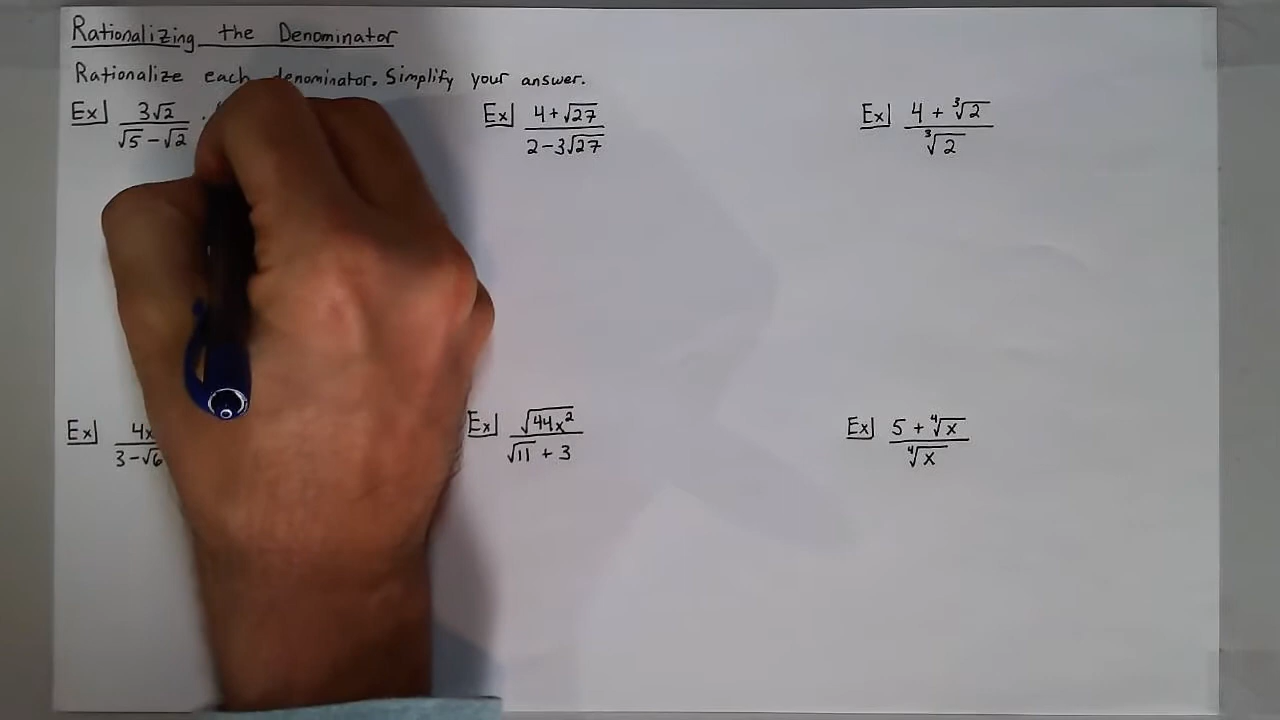 Rationalizing the Denominator
Rationalize each denominator. Simplify your answer.
Ex] 3√2 / √5 - √2 ·
Ex] 4 + √27 / 2 - 3√27
Ex] 4 + ∛2 / ∛2
Ex] 4x / 3 - √6
Ex] √44x² / √11 + 3
Ex] 5 + ∜x / ∜x